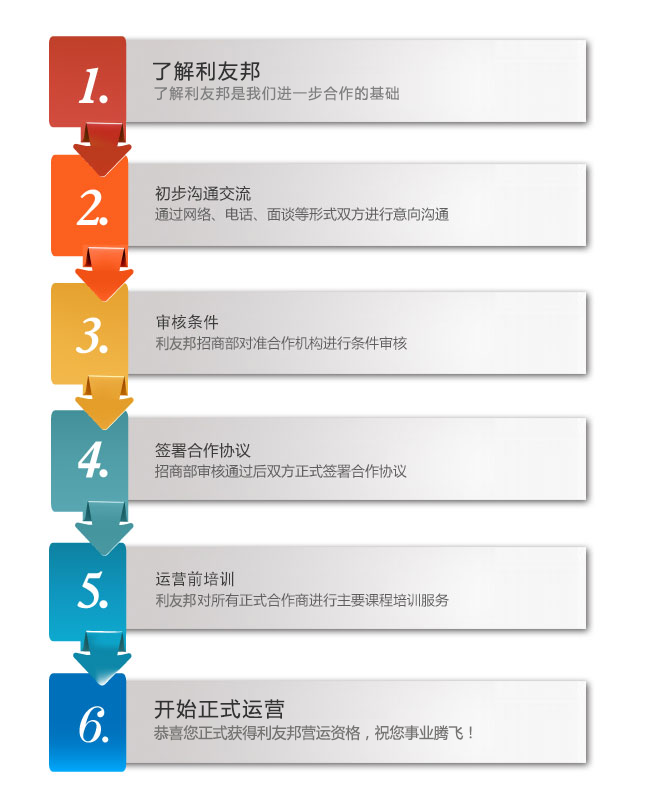 1.
了解利友邦
了解利友邦是我们进一步合作的基础
2.
初步沟通交流
通过网络、电话、面谈等形式双方进行意向沟通
3.
审核条件
利友邦招商部对准合作机构进行条件审核
4.
签署合作协议
招商部审核通过后双方正式签署合作协议
5.
运营前培训
利友邦对所有正式合作商进行主要课程培训服务
6.
开始正式运营
恭喜您正式获得利友邦营运资格，祝您事业腾飞！